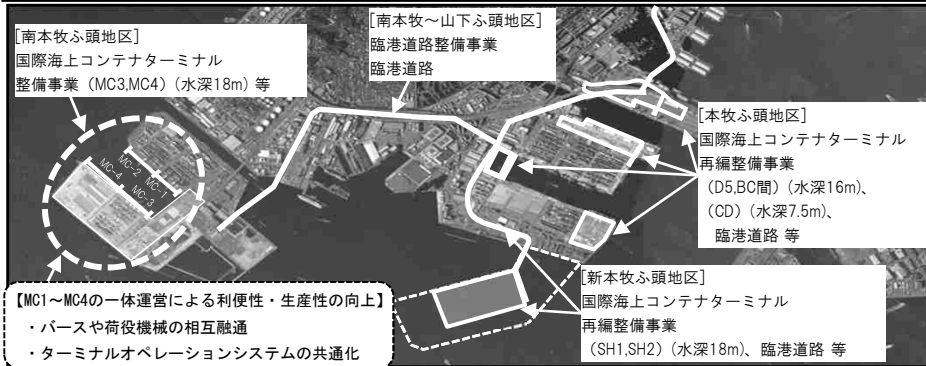 [南本牧ふ頭地区]
国際海上コンテナターミナル
整備事業（MC3,MC4）(水深18m) 等
[南本牧～山下ふ頭地区]
臨港道路整備事業
臨港道路
[本牧ふ頭地区]
国際海上コンテナターミナル
再編整備事業
（D5,BC間）(水深16m)、
（CD）(水深7.5m)、
臨港道路 等
MC-2
MC-1
MC-4
MC-3
【MC1～MC4の一体運営による利便性・生産性の向上】
・バースや荷役機械の相互融通
・ターミナルオペレーションシステムの共通化
[新本牧ふ頭地区]
国際海上コンテナターミナル
再編整備事業
（SH1,SH2）(水深18m)、臨港道路 等